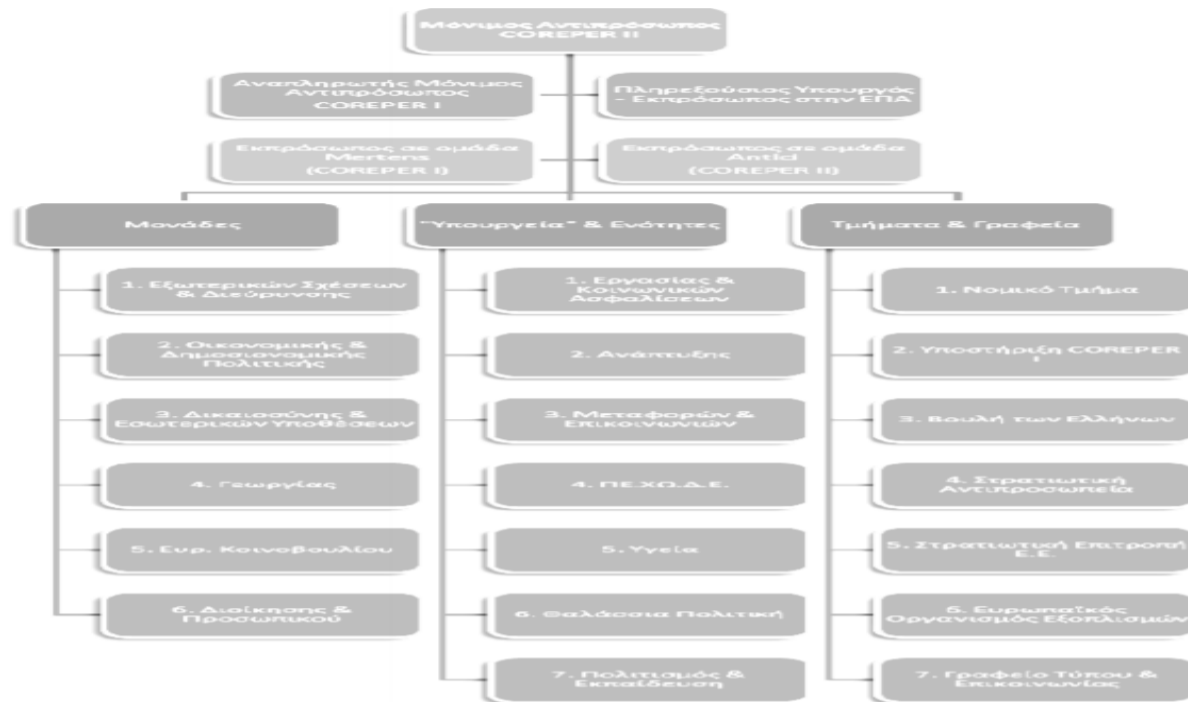 Μόνιμος Αντιπρόσωπος
COREPER II
Αναπληρωτής Μόνιμος
Αντιπρόσωπος
COREPER I
Πληρεξούσιος Υπουργός
- Εκπρόσωπος στην ΕΠΑ
Εκπρόσωπος σε ομάδα
Mertens
(COREPER I)
Εκπρόσωπος σε ομάδα
Antici
(COREPER II)
Μονάδες
1. Εξωτερικών Σχέσεων
& Διεύρυνσης
2. Οικονομικής &
Δημοσιονομικής
Πολιτικής
3. Δικαιοσύνης &
Εσωτερικών Υποθέσεων
4. Γεωργίας
5. Ευρ. Κοινοβουλίου
6. Διοίκησης &
Προσωπικού
"Υπουργεία" & Ενότητες
1. Εργασίας &
Κοινωνικών
Ασφαλίσεων
2. Ανάπτυξης
3. Μεταφορών &
Επικοινωνιών
4. ΠΕ.ΧΩ.Δ.Ε.
5. Υγεία
6. Θαλάσσια Πολιτική
7. Πολιτισμός &
Εκπαίδευση
Τμήματα & Γραφεία
1. Νομικό Τμήμα
2. Υποστήριξη COREPER
I
3. Βουλή των Ελλήνων
4. Στρατιωτική
Αντιπροσωπεία
5. Στρατιωτική Επιτροπή
Ε.Ε.
6. Ευρωπαϊκός
Οργανισμός Εξοπλισμών
7. Γραφείο Τύπου &
Επικοινωνίας